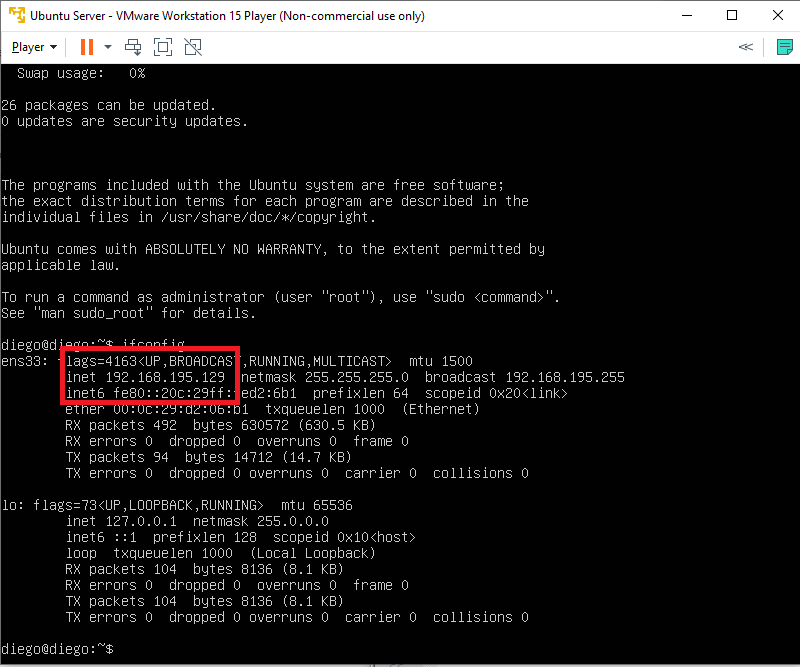 Ubuntu Server - VMware Workstation 15 Player (Non-commercial use only)
Player
Swap usage:   0%
26 packages can be updated.
0 updates are security updates.
The programs included with the Ubuntu system are free software;
the exact distribution terms for each program are described in the
individual files in /usr/share/doc/*/copyright.
Ubuntu comes with ABSOLUTELY NO WARRANTY, to the extent permitted by
applicable law.
To run a command as administrator (user "root"), use "sudo <command>".
See "man sudo_root" for details.
diego@diego:~$ ifconfig
ens33: flags=4163<UP,BROADCAST,RUNNING,MULTICAST>  mtu 1500
inet 192.168.195.129  netmask 255.255.255.0  broadcast 192.168.195.255
inet6 fe80::20c:29ff: ed2:6b1  prefixlen 64  scopeid 0x20<link>
ether 00:0c:29:d2:06:b1  txqueuelen 1000  (Ethernet)
RX packets 492  bytes 630572 (630.5 KB)
RX errors 0  dropped 0  overruns 0  frame 0
TX packets 94  bytes 14712 (14.7 KB)
TX errors 0  dropped 0 overruns 0  carrier 0  collisions 0
lo: flags=73<UP,LOOPBACK,RUNNING>  mtu 65536
inet 127.0.0.1  netmask 255.0.0.0
inet6 ::1  prefixlen 128  scopeid 0x10<host>
loop  txqueuelen 1000  (Local Loopback)
RX packets 104  bytes 8136 (8.1 KB)
RX errors 0  dropped 0  overruns 0  frame 0
TX packets 104  bytes 8136 (8.1 KB)
TX errors 0  dropped 0 overruns 0  carrier 0  collisions 0
diego@diego:~$